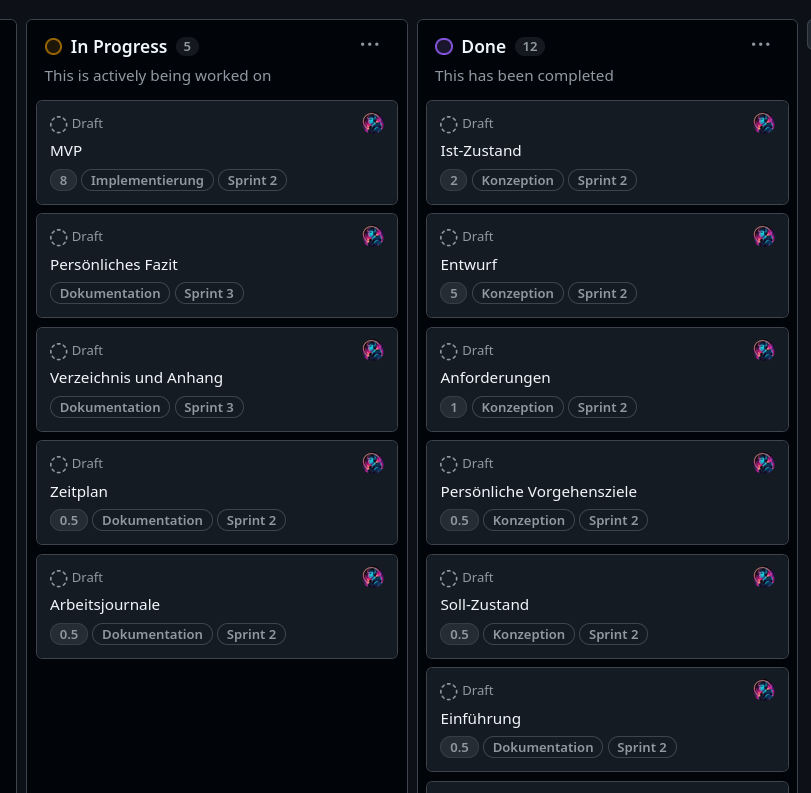 In Progress 5
This is actively being worked on
Draft
MVP
8 Implementierung Sprint 2
Draft
Persönliches Fazit
Dokumentation Sprint 3
Draft
Verzeichnis und Anhang
Dokumentation Sprint 3
Draft
Zeitplan
0.5 Dokumentation Sprint 2
Draft
Arbeitsjournale
0.5 Dokumentation Sprint 2
Done 12
This has been completed
Draft
Ist-Zustand
2 Konzeption Sprint 2
Draft
Entwurf
5 Konzeption Sprint 2
Draft
Anforderungen
1 Konzeption Sprint 2
Draft
Persönliche Vorgehensziele
0.5 Konzeption Sprint 2
Draft
Soll-Zustand
0.5 Konzeption Sprint 2
Draft
Einführung
0.5 Dokumentation Sprint 2